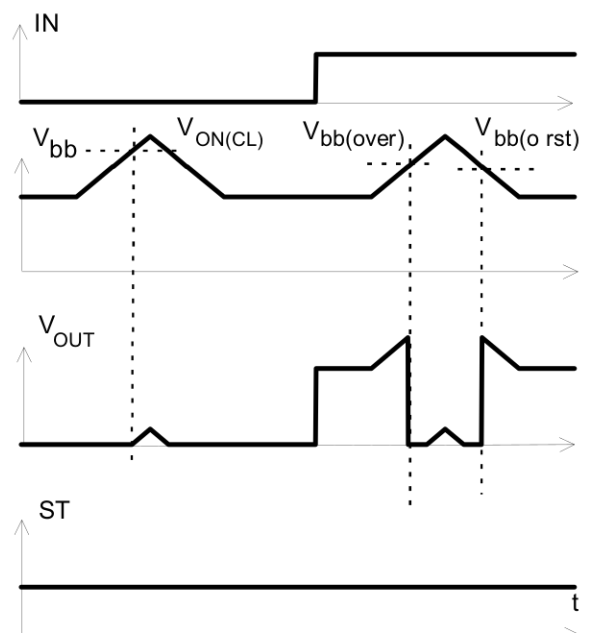 IN
Vbb
VON(CL)
Vbb(over)
Vbb(o rst)
VOUT
ST
t